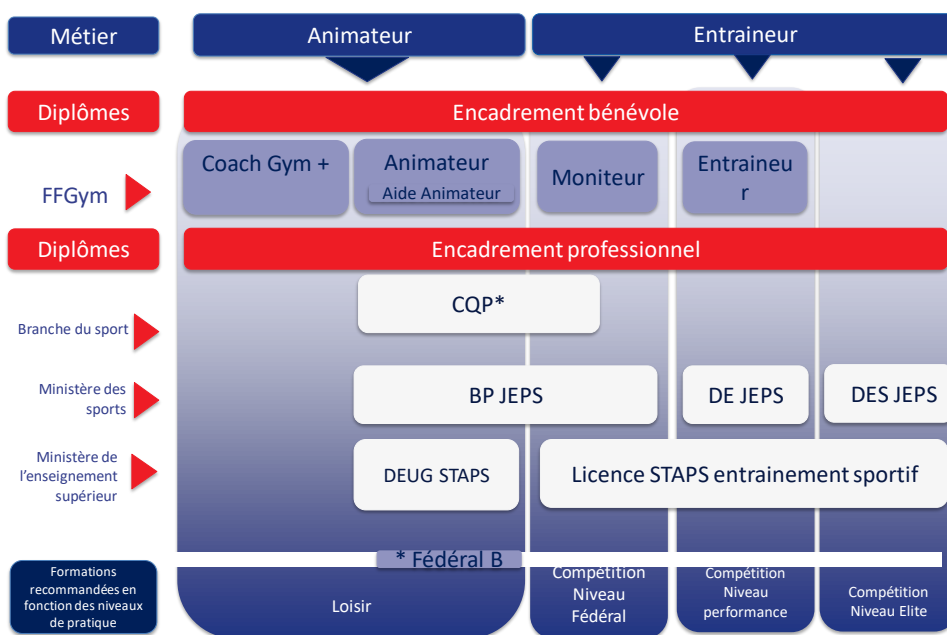 Métier
Animateur
Entraineur
Diplômes
Encadrement bénévole
FFGym
Coach Gym +
Animateur
Aide Animateur
Moniteur
Entraineu
r
Diplômes
Encadrement professionnel
Branche du sport
CQP*
Ministère des
sports
BP JEPS
DE JEPS
DES JEPS
Ministère de
l’enseignement
supérieur
DEUG STAPS
Licence STAPS entrainement sportif
* Fédéral B
Formations
recommandées en
fonction des niveaux
de pratique
Loisir
Compétition
Niveau
Fédéral
Compétition
Niveau
performance
Compétition
Niveau Elite